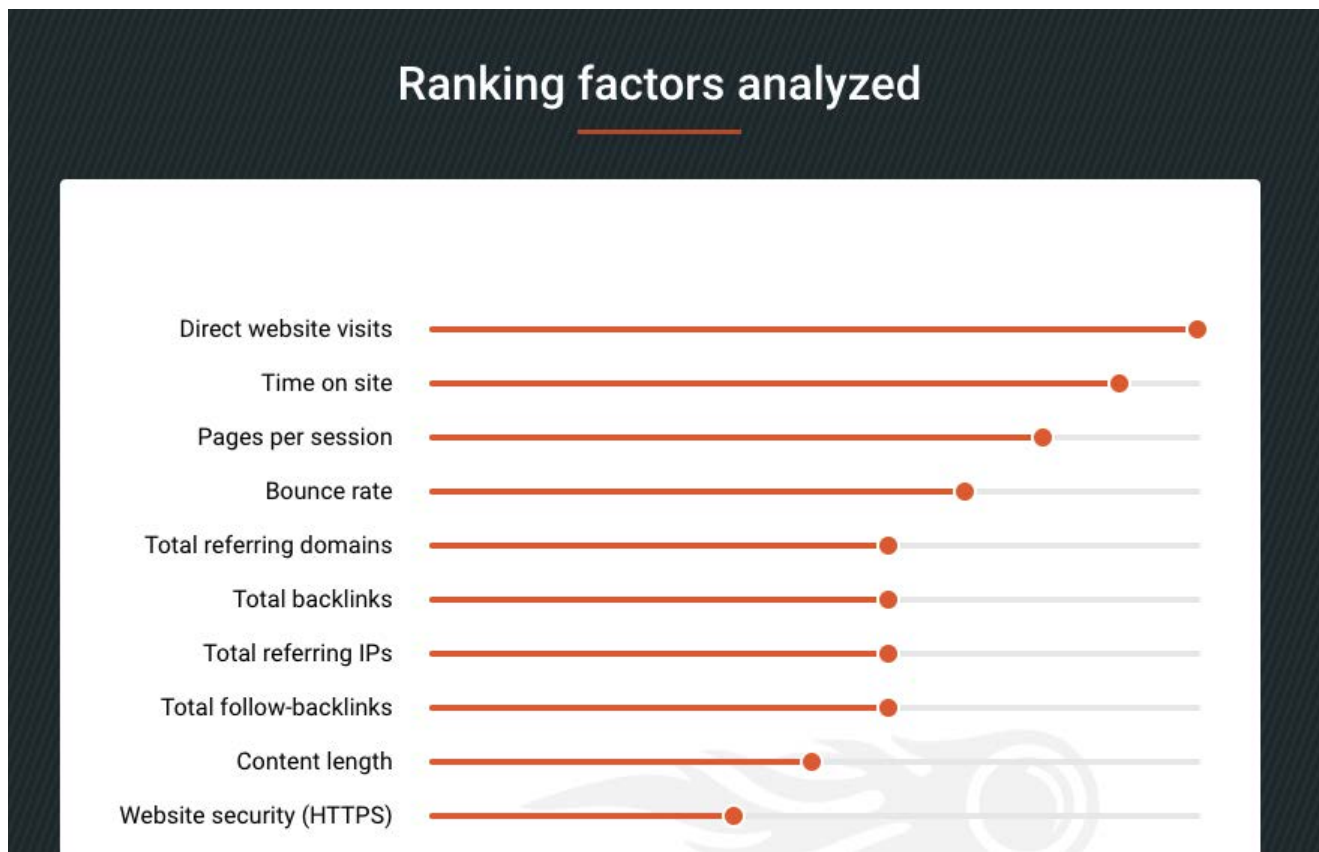 Ranking factors analyzed
Direct website visits
Time on site
Pages per session
Bounce rate
Total referring domains
Total backlinks
Total referring IPs
Total follow-backlinks
Content length
Website security (HTTPS)